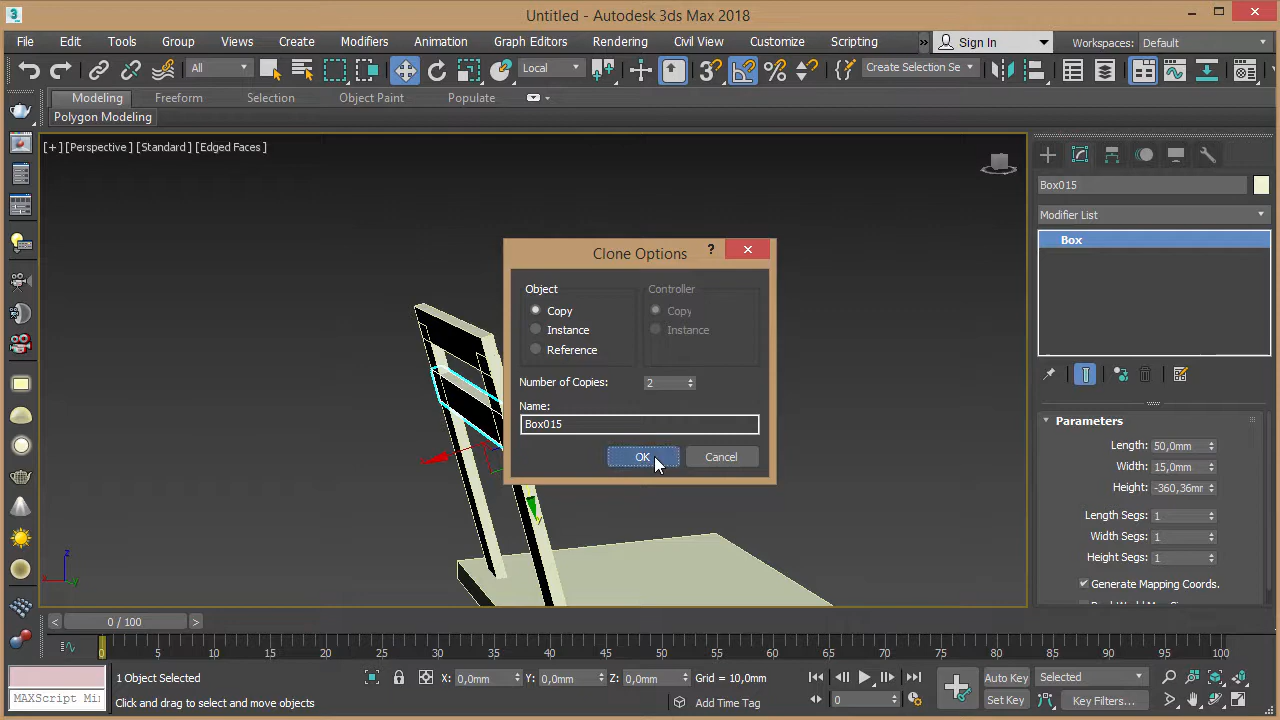 Untitled - Autodesk 3ds Max 2018
File Edit Tools Group Views Create Modifiers Animation Graph Editors Rendering Civil View Customize Scripting » Sign In Workspaces: Default
All Local Create Selection Se
Modeling Freeform Selection Object Paint Populate
Polygon Modeling
[+] [Perspective] [Standard] [Edged Faces]
Box015
Modifier List
Box
Clone Options ?
Object Controller
Copy Copy
Instance Instance
Reference
Number of Copies: 2
Name:
Box015
OK Cancel
Parameters
Length: 50,0mm
Width: 15,0mm
Height: -360,36mm
Length Segs: 1
Width Segs: 1
Height Segs: 1
Generate Mapping Coords.
z
x y
< 0 / 100 >
0 5 10 15 20 25 30 35 40 45 50 55 60 65 70 75 80 85 90 95 100
1 Object Selected X: 0,0mm Y: 0,0mm Z: 0,0mm Grid = 10,0mm Auto Key Selected
MAXScript Mi Click and drag to select and move objects Add Time Tag 0 Set Key Key Filters...